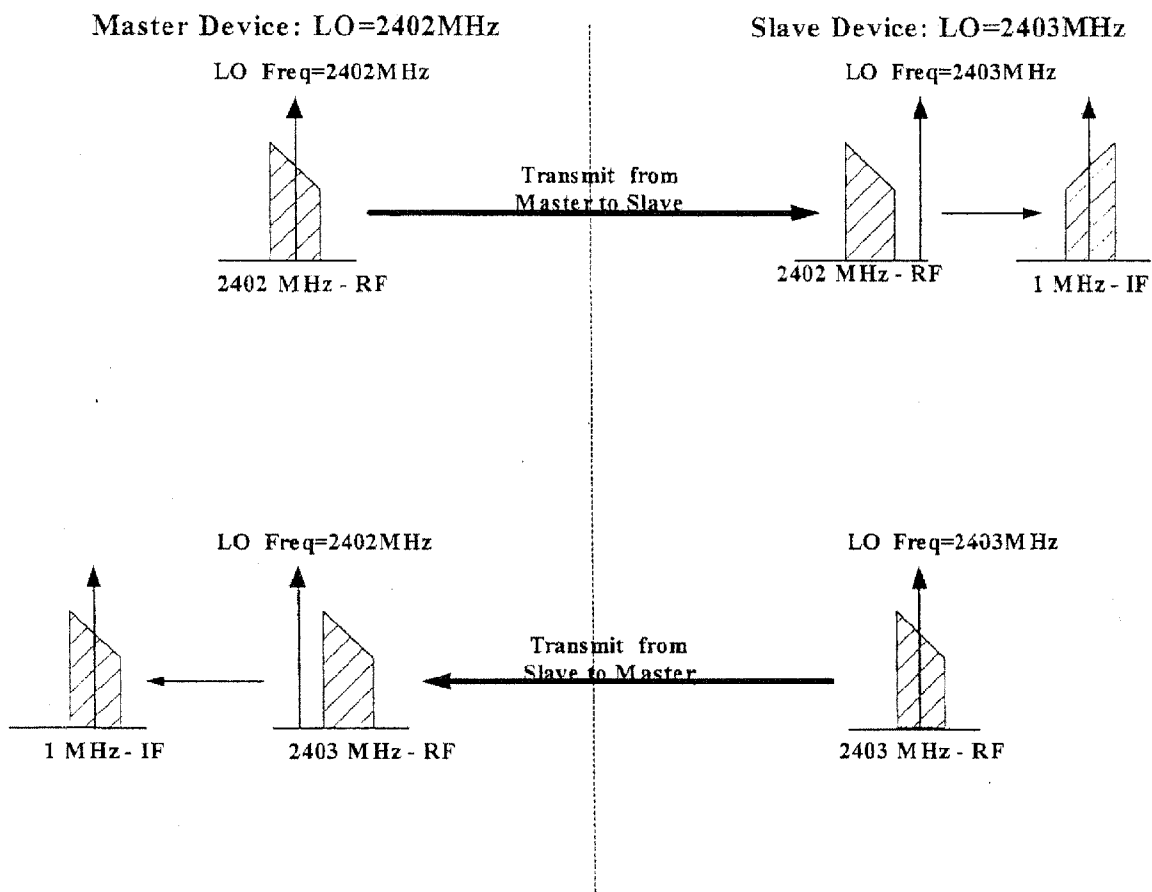 Master Device: LO=2402MHz
Slave Device: LO=2403MHz
LO Freq=2402MHz
LO Freq=2403MHz
Transmit from
Master to Slave
2402 MHz - RF
2402 MHz - RF
1 MHz - IF
LO Freq=2402MHz
LO Freq=2403MHz
Transmit from
Slave to Master
1 MHz - IF
2403 MHz - RF
2403 MHz - RF